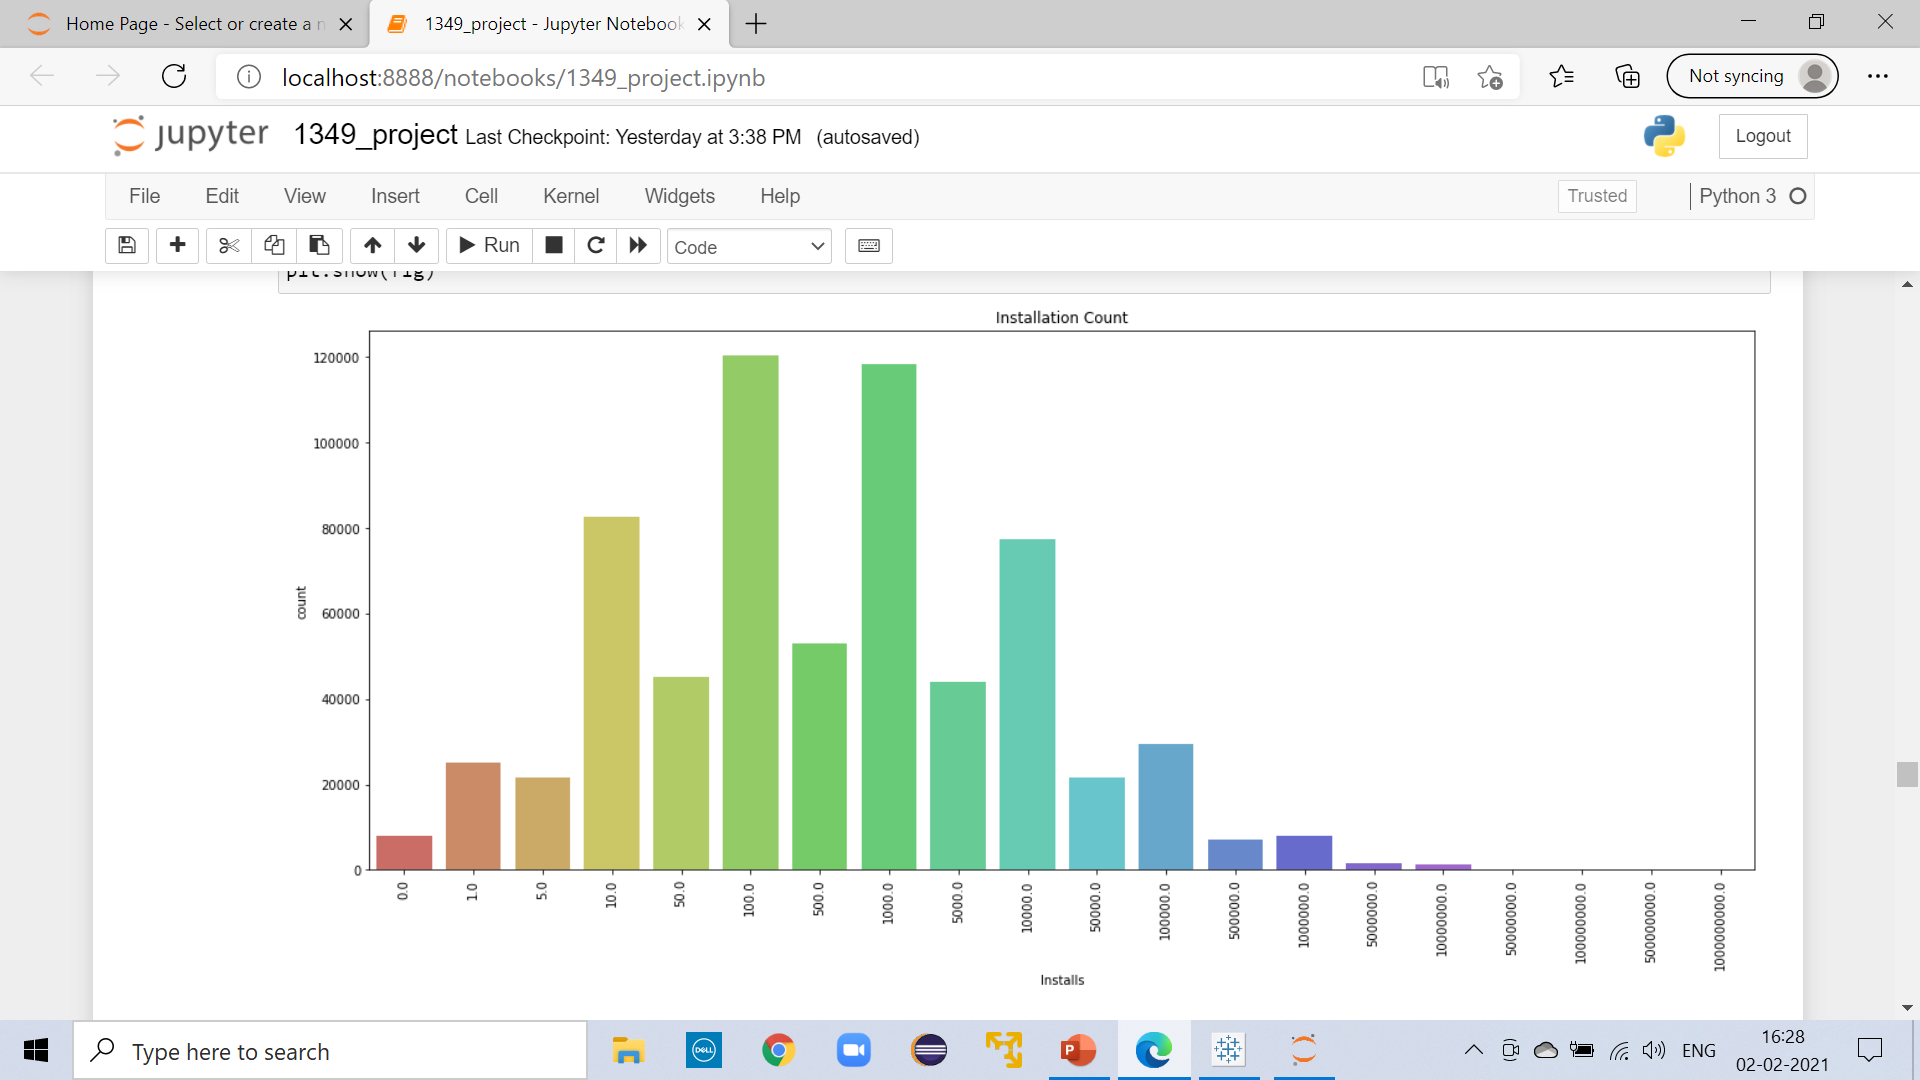 Home Page - Select or create a n
1349_project - Jupyter Notebook
localhost:8888/notebooks/1349_project.ipynb
Not syncing
jupyter 1349_project Last Checkpoint: Yesterday at 3:38 PM (autosaved)
Logout
File Edit View Insert Cell Kernel Widgets Help
Trusted
Python 3
Run
Code
plt.show(fig)
Installation Count
120000
100000
80000
60000
40000
20000
0
count
0.0
1.0
5.0
10.0
50.0
100.0
500.0
1000.0
5000.0
10000.0
50000.0
100000.0
500000.0
1000000.0
5000000.0
10000000.0
50000000.0
100000000.0
500000000.0
1000000000.0
Installs
Type here to search
DELL
P
ENG
16:28
02-02-2021